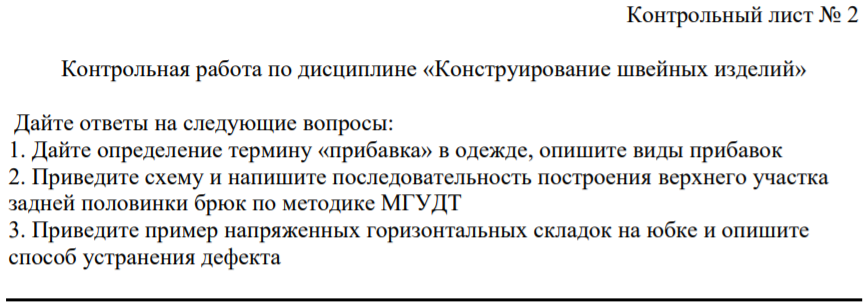 Контрольный лист № 2
Контрольная работа по дисциплине «Конструирование швейных изделий»
Дайте ответы на следующие вопросы:
1. Дайте определение термину «прибавка» в одежде, опишите виды прибавок
2. Приведите схему и напишите последовательность построения верхнего участка
задней половинки брюк по методике МГУДТ
3. Приведите пример напряженных горизонтальных складок на юбке и опишите
способ устранения дефекта